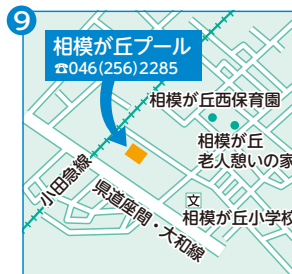 9
相模が丘プール
☎046(256)2285
相模が丘西保育園
相模が丘
老人憩いの家
小田急線
県道座間・大和線
文
相模が丘小学校